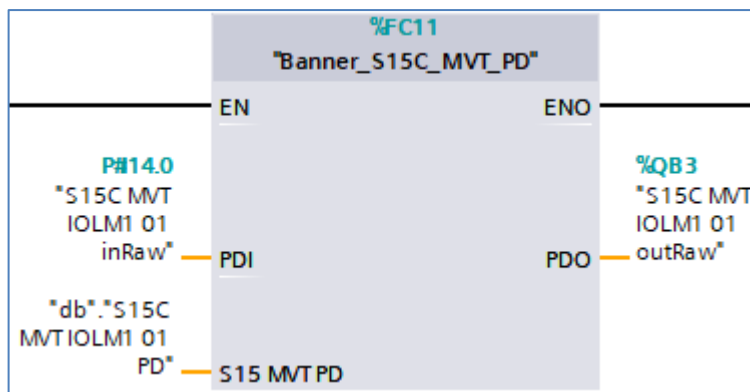 %FC11
"Banner_S15C_MVT_PD"
EN
ENO
P#I14.0
"S15C MVT
IOLM1 01
inRaw"
PDI
%QB3
"S15C MVT
IOLM1 01
outRaw"
PDO
"db"."S15C
MVT IOLM1 01
PD"
S15 MVT PD